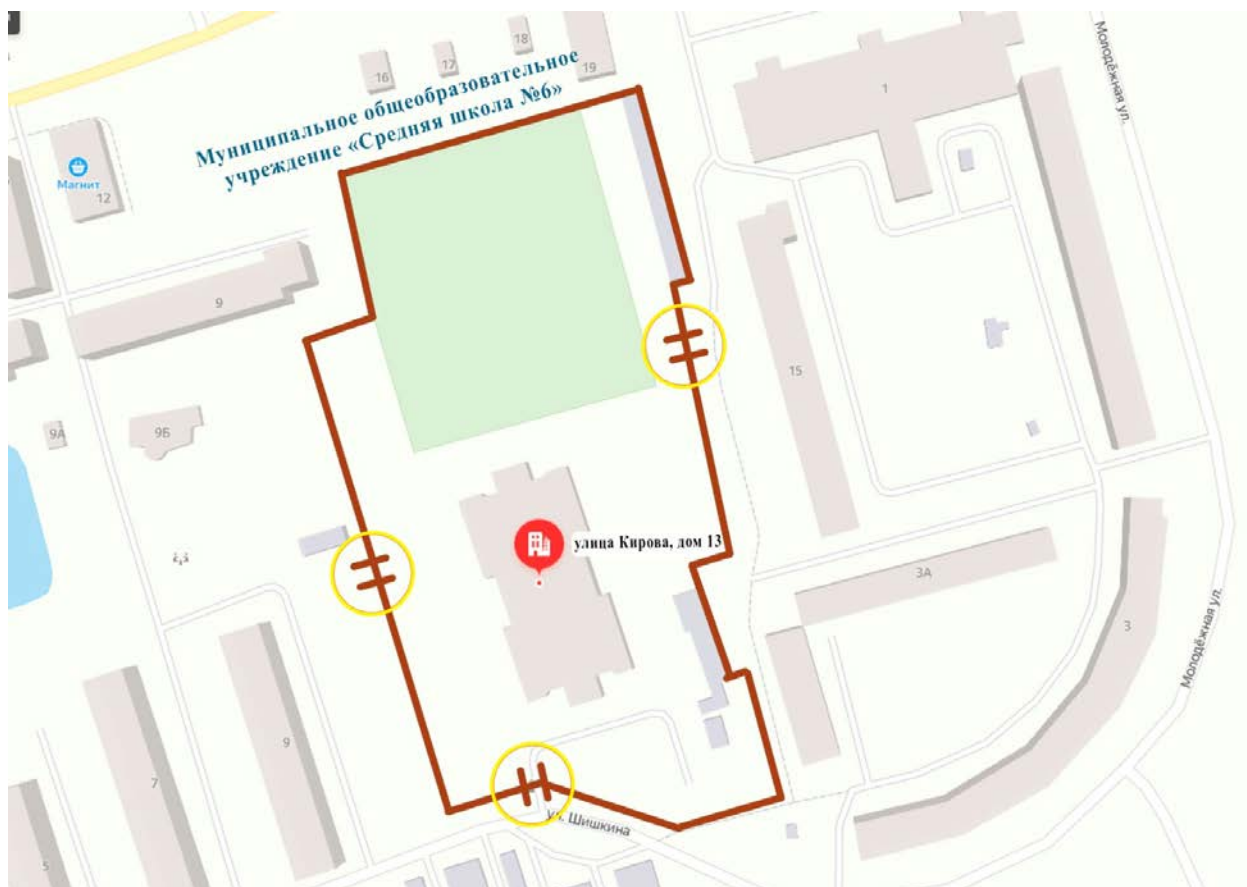 18
17
16
19
Муниципальное общеобразовательное
учреждение «Средняя школа №6»
Молодёжная ул.
1
Магнит
12
9
15
9А
9Б
улица Кирова, дом 13
3А
3
Молодёжная ул.
9
7
5
ул. Шишкина